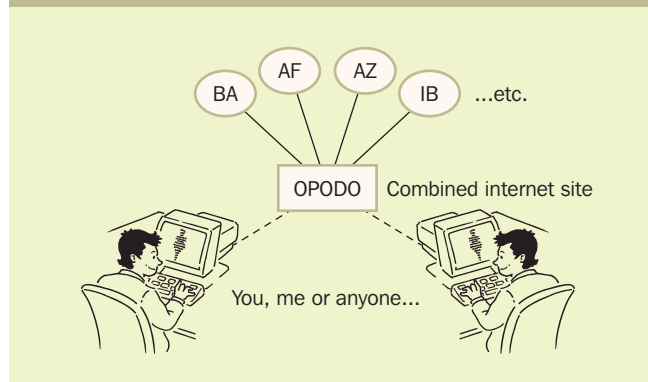 AF AZ
BA IB ...etc.
OPODO Combined internet site
You, me or anyone...